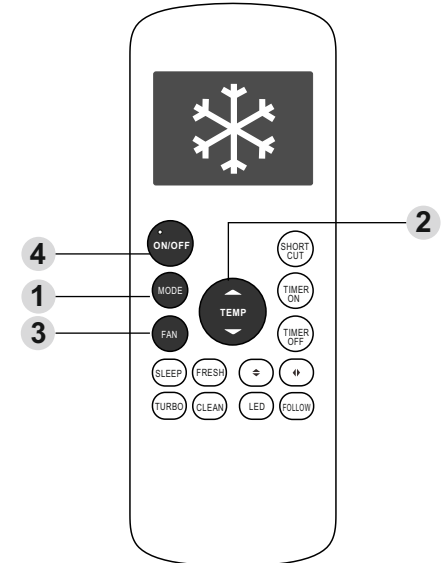 2
4
ON/OFF
SHORT
CUT
1
MODE
TEMP
TIMER
ON
3
FAN
TIMER
OFF
SLEEP
FRESH
TURBO
CLEAN
LED
FOLLOW